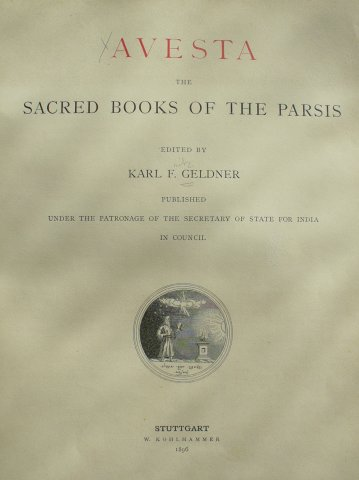 AVESTA
THE
SACRED BOOKS OF THE PARSIS
EDITED BY
KARL F. GELDNER
PUBLISHED
UNDER THE PATRONAGE OF THE SECRETARY OF STATE FOR INDIA
IN COUNCIL
STUTTGART
W. KOHLHAMMER
1896